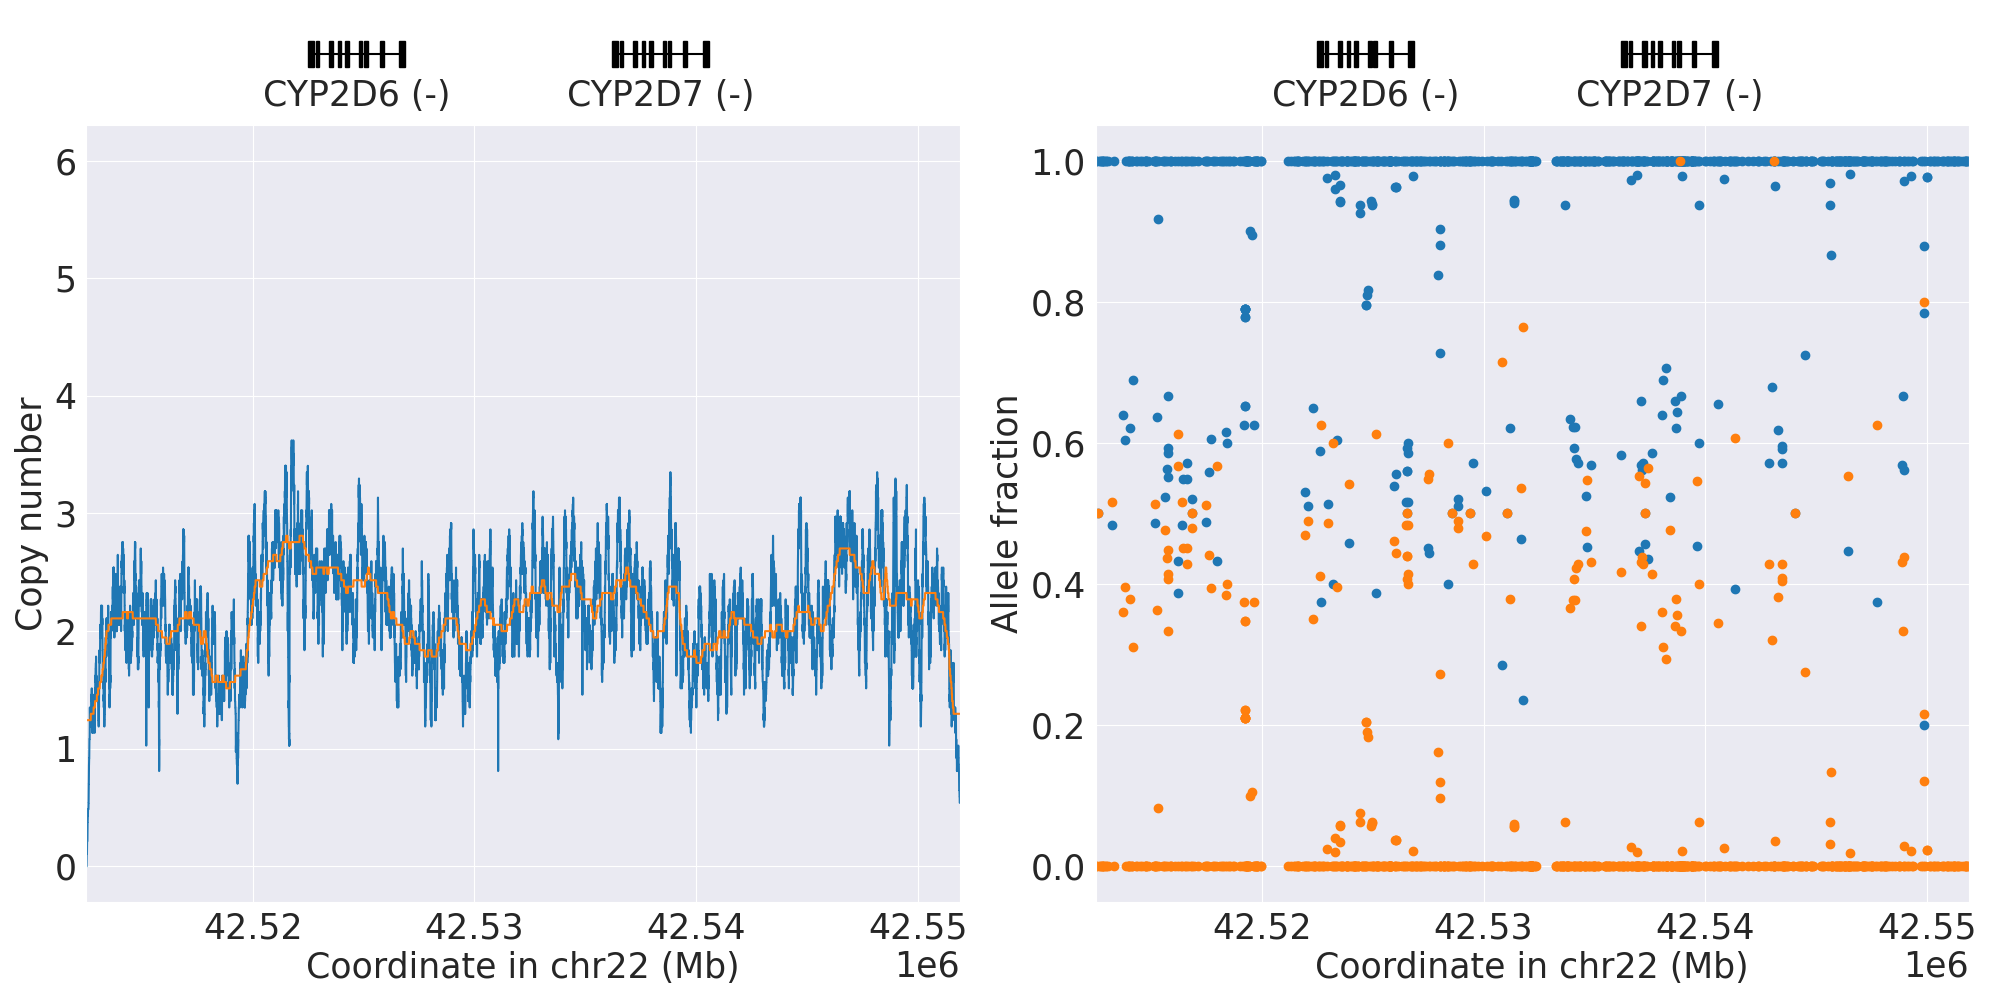 CYP2D6 (-)
CYP2D7 (-)
6
5
4
3
2
1
0
Copy number
42.52
42.53
42.54
42.55
1e6
Coordinate in chr22 (Mb)
CYP2D6 (-)
CYP2D7 (-)
1.0
0.8
0.6
0.4
0.2
0.0
Allele fraction
42.52
42.53
42.54
42.55
1e6
Coordinate in chr22 (Mb)